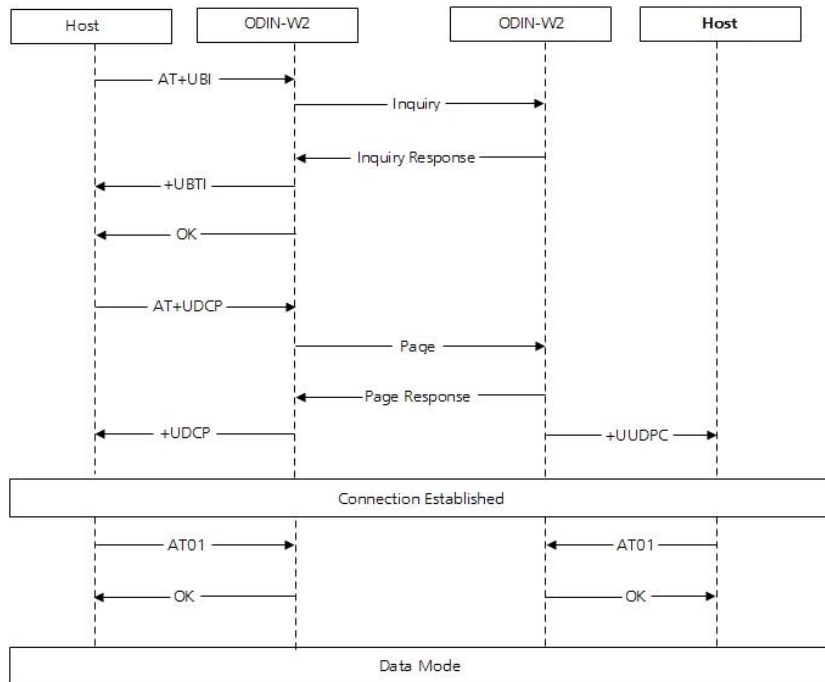 Host
ODIN-W2
ODIN-W2
Host
AT+UBI
Inquiry
Inquiry Response
+UBTI
OK
AT+UDCP
Page
Page Response
+UDCP
+UUDPC
Connection Established
AT01
AT01
OK
OK
Data Mode